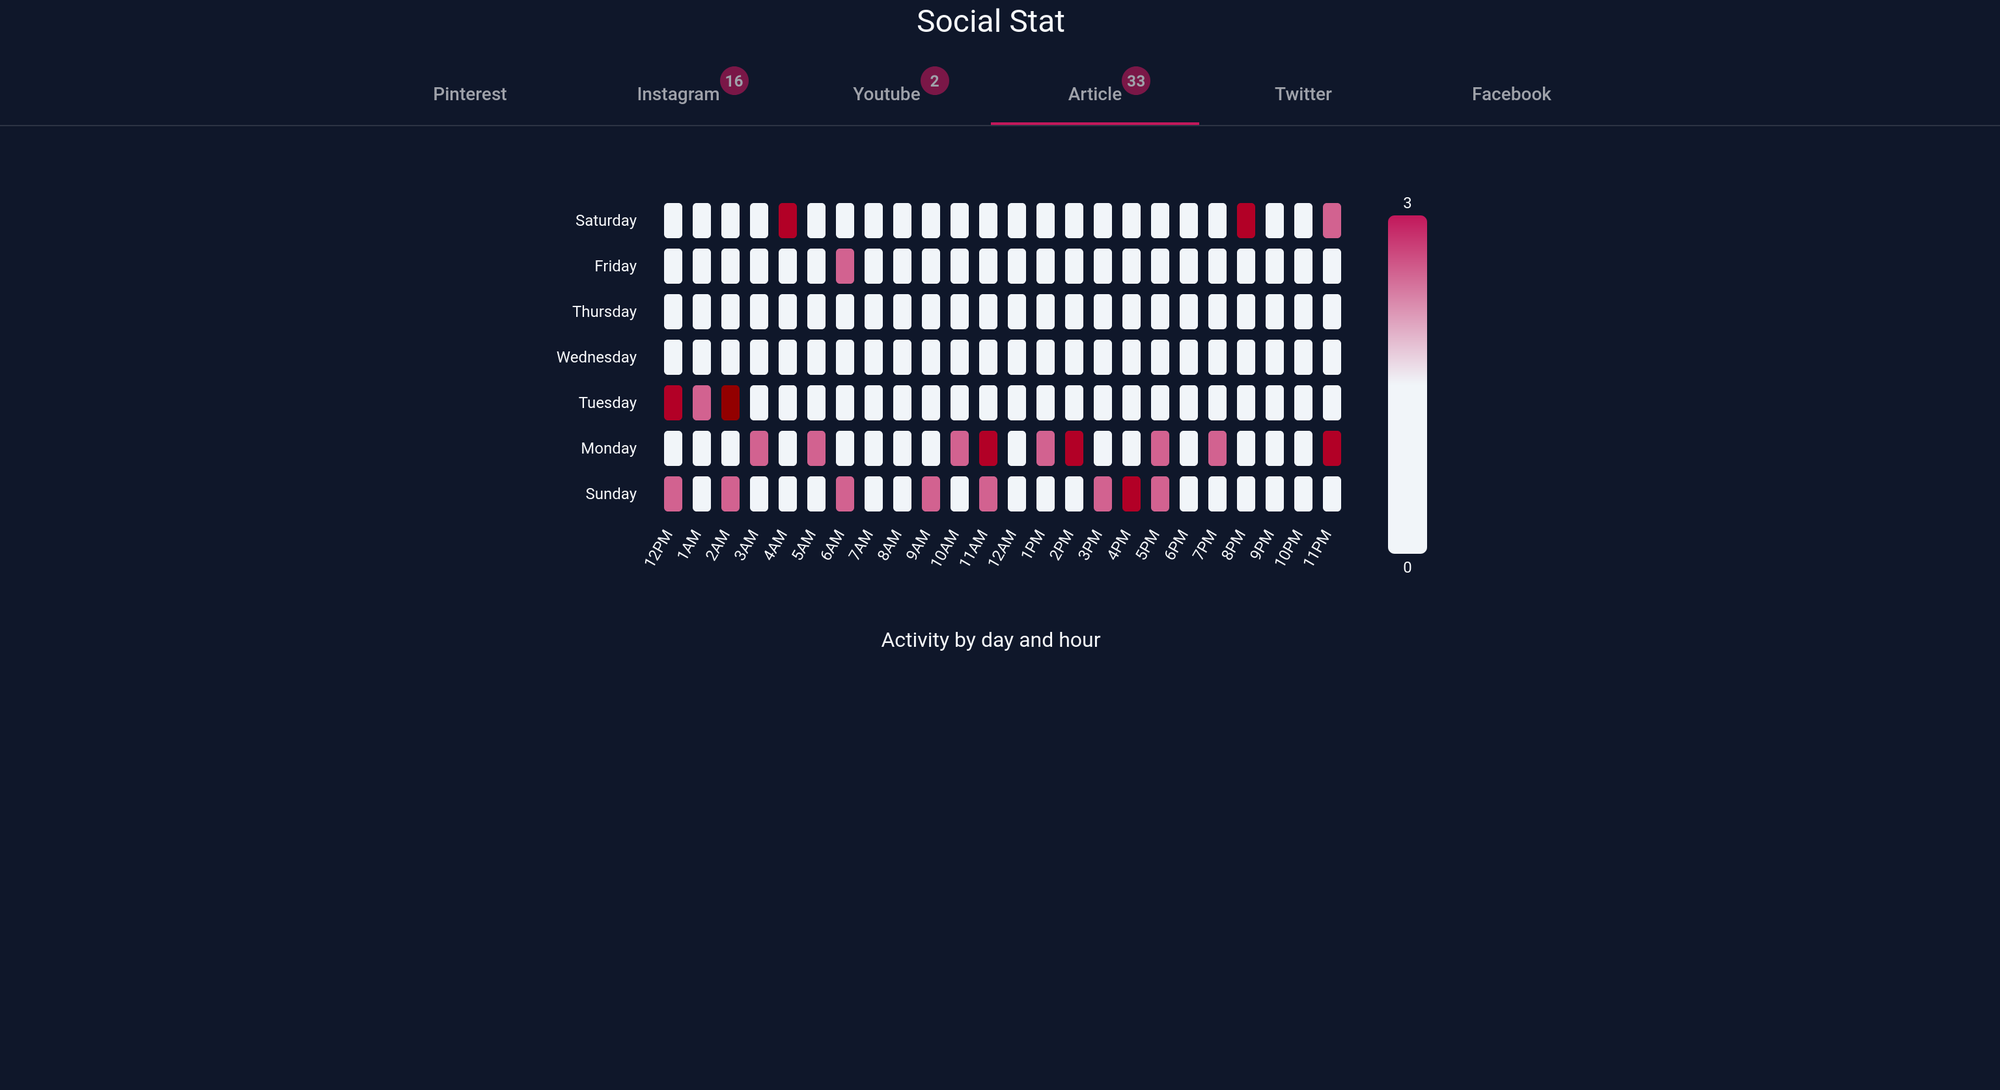 Social Stat
Pinterest
Instagram 16
Youtube 2
Article 33
Twitter
Facebook
Saturday
Friday
Thursday
Wednesday
Tuesday
Monday
Sunday
12PM 1AM 2AM 3AM 4AM 5AM 6AM 7AM 8AM 9AM 10AM 11AM 12AM 1PM 2PM 3PM 4PM 5PM 6PM 7PM 8PM 9PM 10PM 11PM
3
0
Activity by day and hour